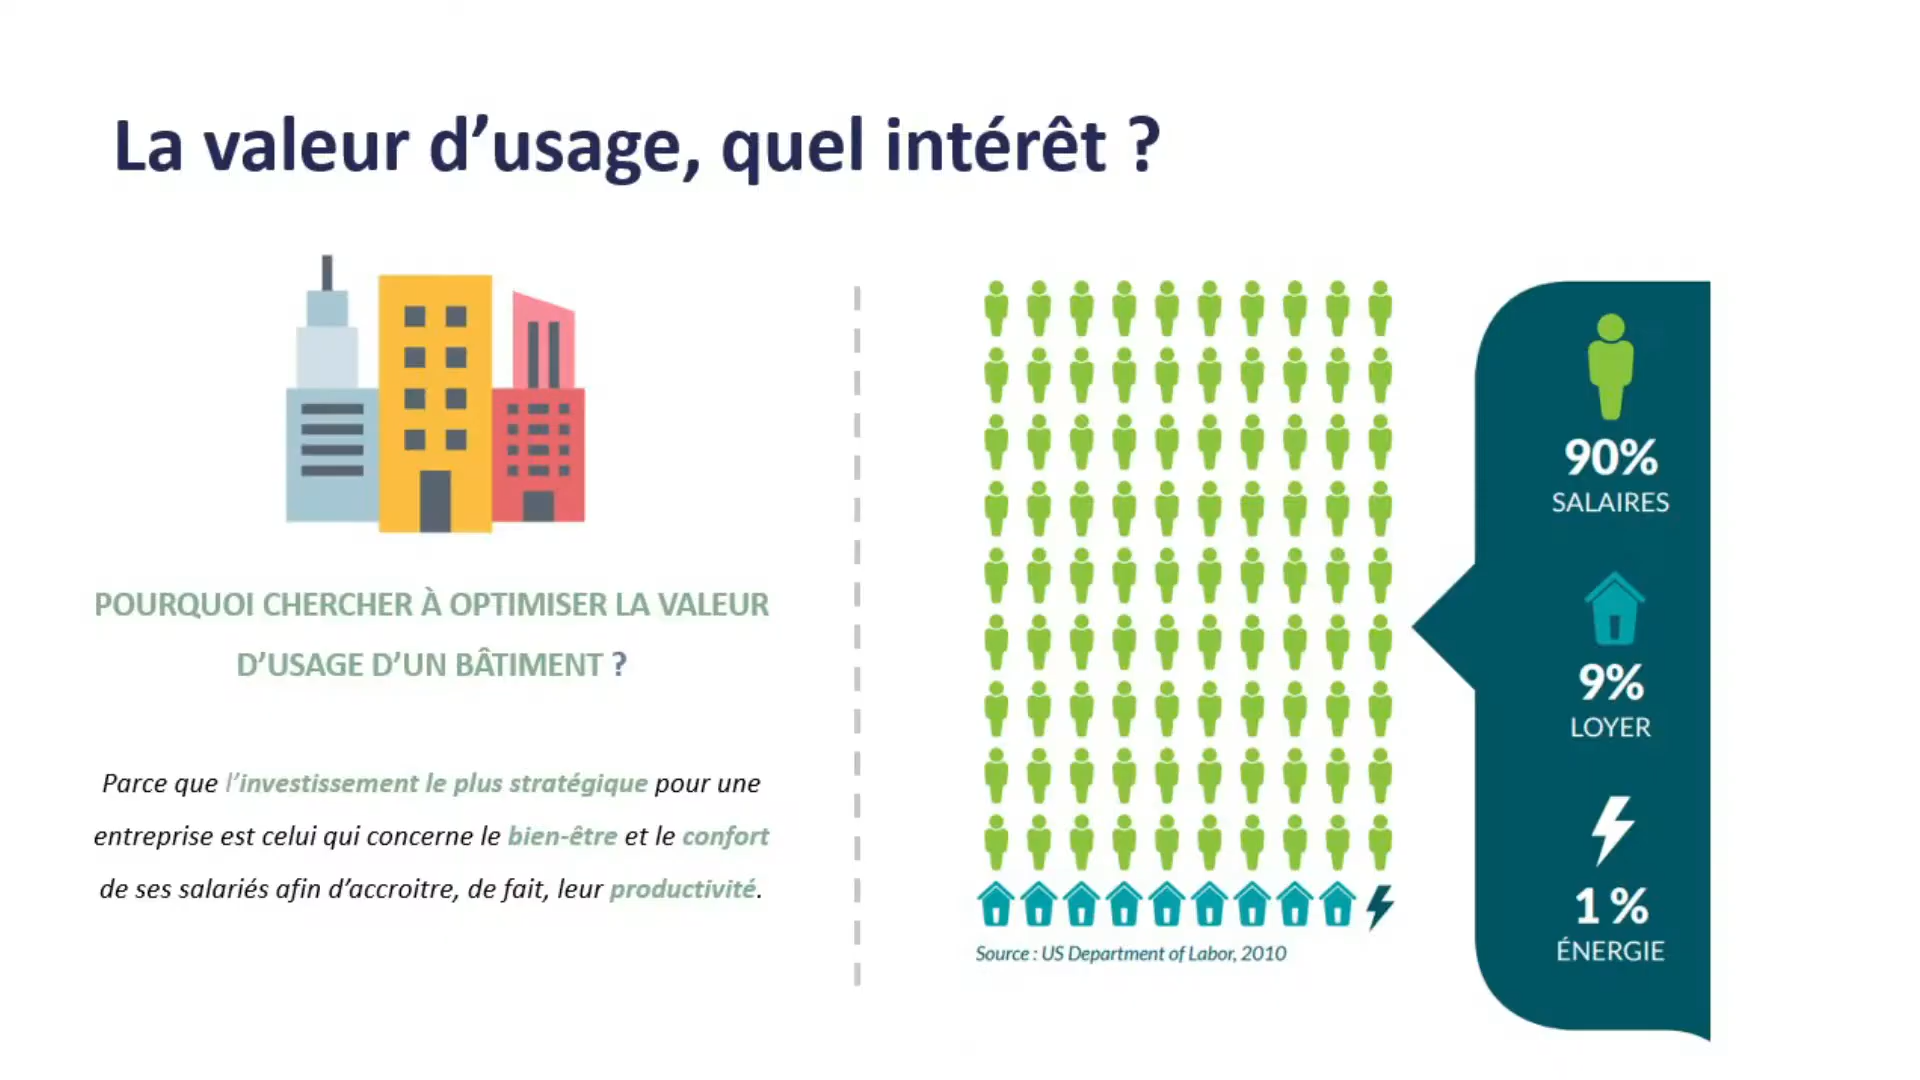 La valeur d’usage, quel intérêt ?
POURQUOI CHERCHER À OPTIMISER LA VALEUR
D’USAGE D’UN BÂTIMENT ?
Parce que l’investissement le plus stratégique pour une
entreprise est celui qui concerne le bien-être et le confort
de ses salariés afin d’accroitre, de fait, leur productivité.
Source : US Department of Labor, 2010
90%
SALAIRES
9%
LOYER
1 %
ÉNERGIE